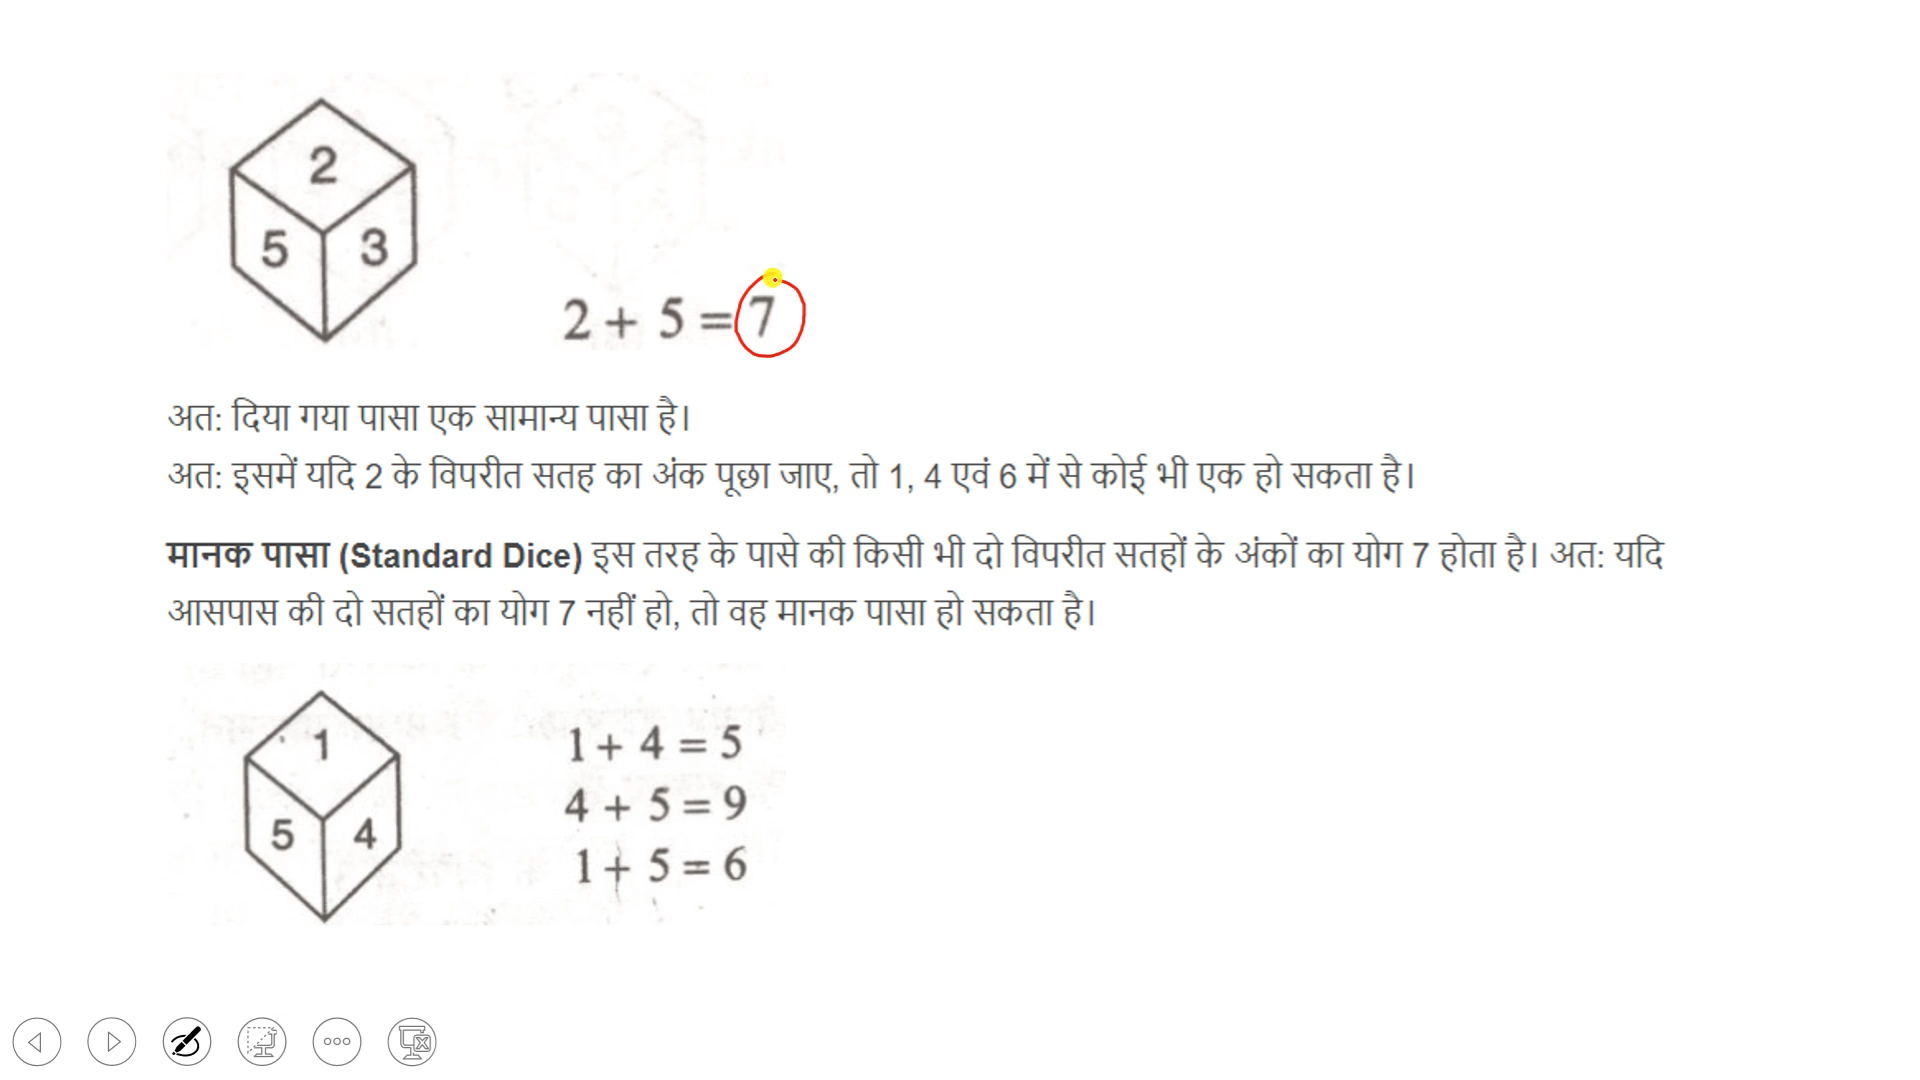 2
5 3
2 + 5 = 7
अत: दिया गया पासा एक सामान्य पासा है।
अत: इसमें यदि 2 के विपरीत सतह का अंक पूछा जाए, तो 1, 4 एवं 6 में से कोई भी एक हो सकता है।
मानक पासा (Standard Dice) इस तरह के पासे की किसी भी दो विपरीत सतहों के अंकों का योग 7 होता है। अत: यदि
आसपास की दो सतहों का योग 7 नहीं हो, तो वह मानक पासा हो सकता है।
1
5 4
1 + 4 = 5
4 + 5 = 9
1 + 5 = 6